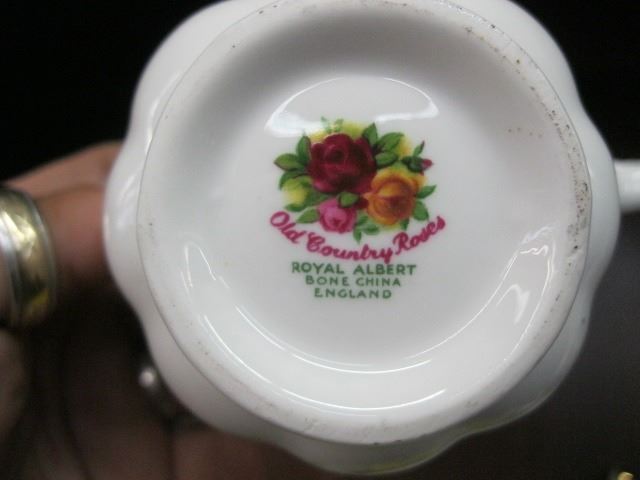 Old Country Roses
ROYAL ALBERT
BONE CHINA
ENGLAND